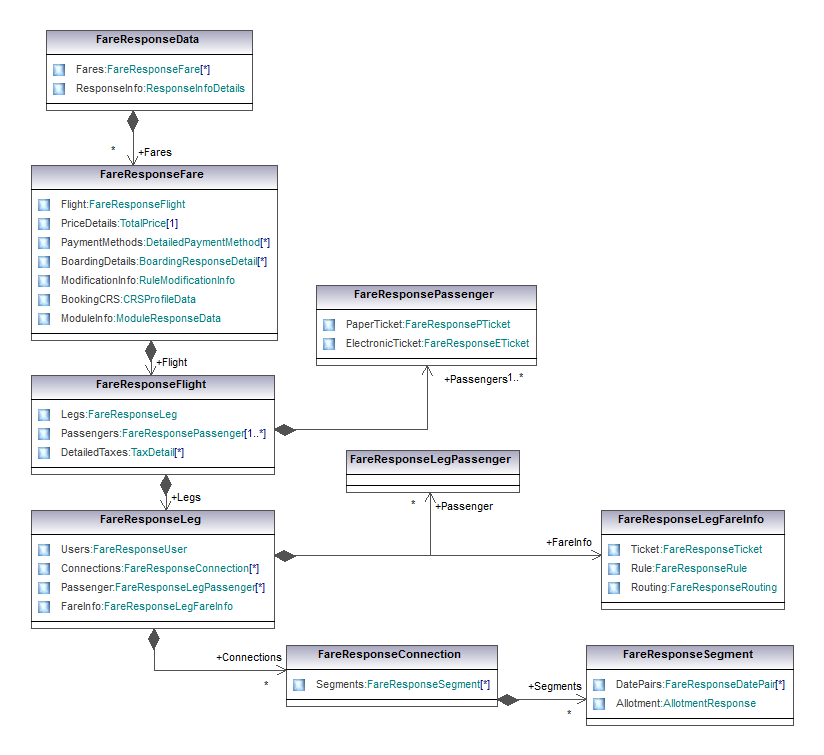 FareResponseData
Fares:FareResponseFare[*]
ResponseInfo:ResponseInfoDetails
*
+Fares
FareResponseFare
Flight:FareResponseFlight
PriceDetails:TotalPrice[1]
PaymentMethods:DetailedPaymentMethod[*]
BoardingDetails:BoardingResponseDetail[*]
ModificationInfo:RuleModificationInfo
BookingCRS:CRSProfileData
ModuleInfo:ModuleResponseData
FareResponsePassenger
PaperTicket:FareResponsePTicket
ElectronicTicket:FareResponseETicket
+Flight
+Passengers 1..*
FareResponseFlight
Legs:FareResponseLeg
Passengers:FareResponsePassenger[1..*]
DetailedTaxes:TaxDetail[*]
FareResponseLegPassenger
+Legs
*
+Passenger
FareResponseLeg
Users:FareResponseUser
Connections:FareResponseConnection[*]
Passenger:FareResponseLegPassenger[*]
FareInfo:FareResponseLegFareInfo
+FareInfo
FareResponseLegFareInfo
Ticket:FareResponseTicket
Rule:FareResponseRule
Routing:FareResponseRouting
+Connections
*
FareResponseConnection
Segments:FareResponseSegment[*]
+Segments
*
FareResponseSegment
DatePairs:FareResponseDatePair[*]
Allotment:AllotmentResponse